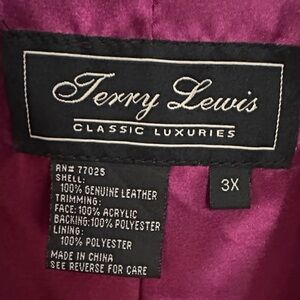 Terry Lewis
CLASSIC LUXURIES
RN# 77025
SHELL:
100% GENUINE LEATHER
TRIMMING:
FACE: 100% ACRYLIC
BACKING: 100% POLYESTER
LINING:
100% POLYESTER
MADE IN CHINA
SEE REVERSE FOR CARE
3X